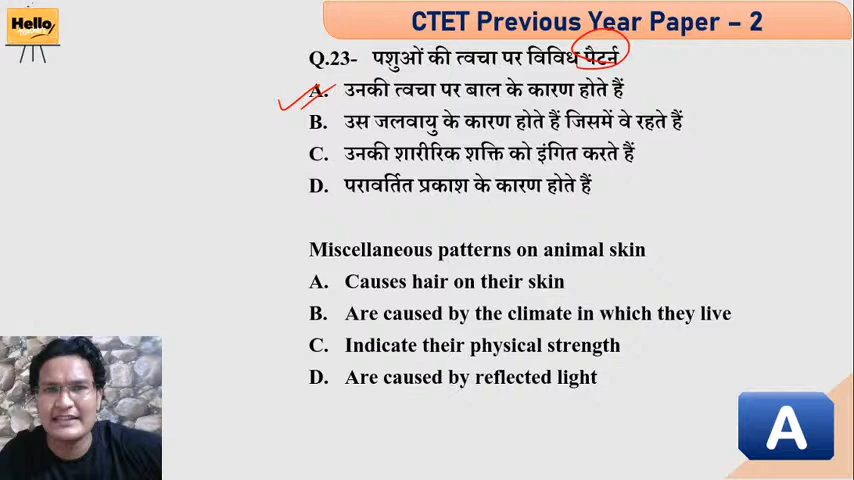 Hello
CTET Previous Year Paper – 2
Q.23- पशुओं की त्वचा पर विविध पैटर्न
A. उनकी त्वचा पर बाल के कारण होते हैं
B. उस जलवायु के कारण होते हैं जिसमें वे रहते हैं
C. उनकी शारीरिक शक्ति को इंगित करते हैं
D. परावर्तित प्रकाश के कारण होते हैं
Miscellaneous patterns on animal skin
A. Causes hair on their skin
B. Are caused by the climate in which they live
C. Indicate their physical strength
D. Are caused by reflected light
A